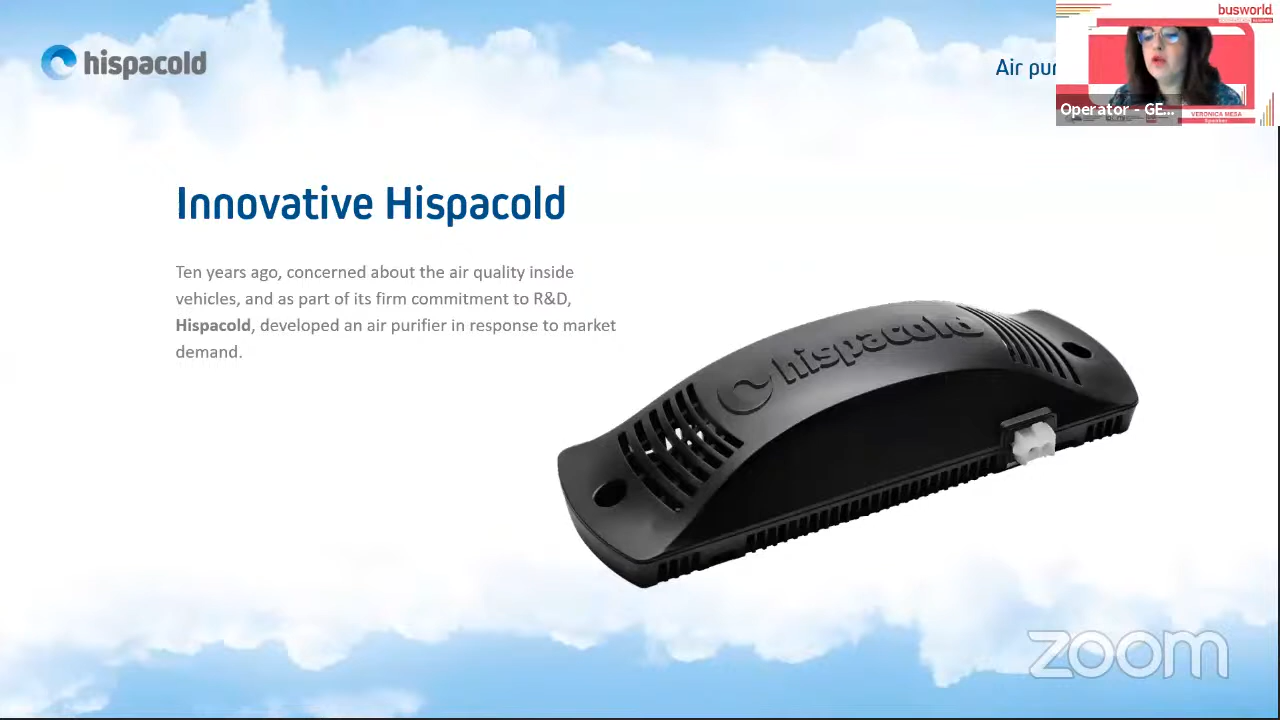 hispacold
Air pur
busworld
Operator - GE...
VERONICA MESA
Speaker
Innovative Hispacold
Ten years ago, concerned about the air quality inside
vehicles, and as part of its firm commitment to R&D,
Hispacold, developed an air purifier in response to market
demand.
hispacold
zoom